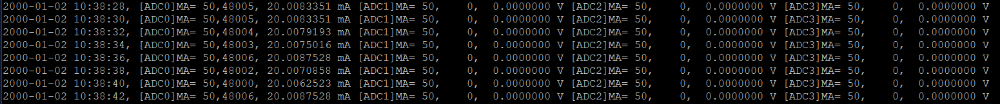 2000-01-02 10:38:28, [ADC0]MA= 50,48005, 20.0083351 mA [ADC1]MA= 50,    0,  0.0000000 V [ADC2]MA= 50,    0,  0.0000000 V [ADC3]MA= 50,    0,  0.0000000 V
2000-01-02 10:38:30, [ADC0]MA= 50,48005, 20.0083351 mA [ADC1]MA= 50,    0,  0.0000000 V [ADC2]MA= 50,    0,  0.0000000 V [ADC3]MA= 50,    0,  0.0000000 V
2000-01-02 10:38:32, [ADC0]MA= 50,48004, 20.0079193 mA [ADC1]MA= 50,    0,  0.0000000 V [ADC2]MA= 50,    0,  0.0000000 V [ADC3]MA= 50,    0,  0.0000000 V
2000-01-02 10:38:34, [ADC0]MA= 50,48003, 20.0075016 mA [ADC1]MA= 50,    0,  0.0000000 V [ADC2]MA= 50,    0,  0.0000000 V [ADC3]MA= 50,    0,  0.0000000 V
2000-01-02 10:38:36, [ADC0]MA= 50,48006, 20.0087528 mA [ADC1]MA= 50,    0,  0.0000000 V [ADC2]MA= 50,    0,  0.0000000 V [ADC3]MA= 50,    0,  0.0000000 V
2000-01-02 10:38:38, [ADC0]MA= 50,48002, 20.0070858 mA [ADC1]MA= 50,    0,  0.0000000 V [ADC2]MA= 50,    0,  0.0000000 V [ADC3]MA= 50,    0,  0.0000000 V
2000-01-02 10:38:40, [ADC0]MA= 50,48000, 20.0062523 mA [ADC1]MA= 50,    0,  0.0000000 V [ADC2]MA= 50,    0,  0.0000000 V [ADC3]MA= 50,    0,  0.0000000 V
2000-01-02 10:38:42, [ADC0]MA= 50,48006, 20.0087528 mA [ADC1]MA= 50,    0,  0.0000000 V [ADC2]MA= 50,    0,  0.0000000 V [ADC3]MA= 50,    0,  0.0000000 V